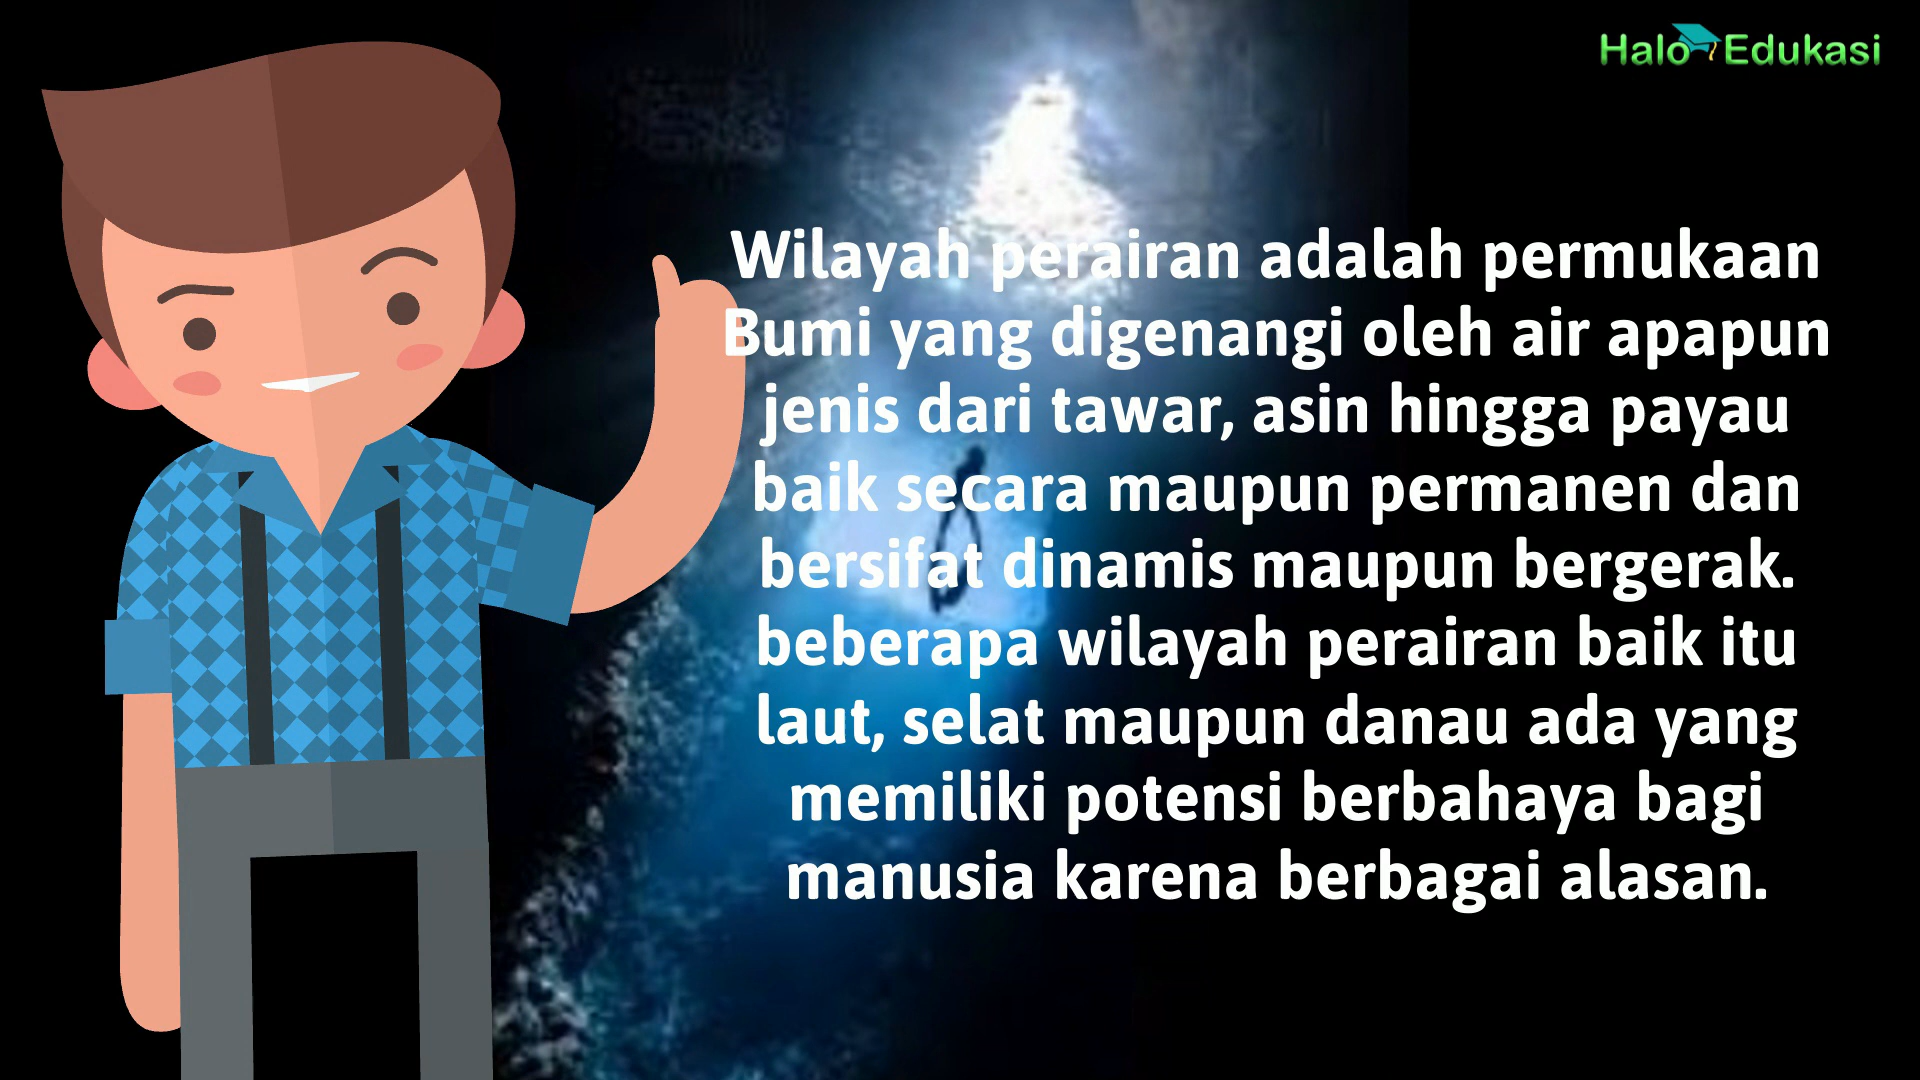 Halo Edukasi
Wilayah perairan adalah permukaan
Bumi yang digenangi oleh air apapun
jenis dari tawar, asin hingga payau
baik secara maupun permanen dan
bersifat dinamis maupun bergerak.
beberapa wilayah perairan baik itu
laut, selat maupun danau ada yang
memiliki potensi berbahaya bagi
manusia karena berbagai alasan.